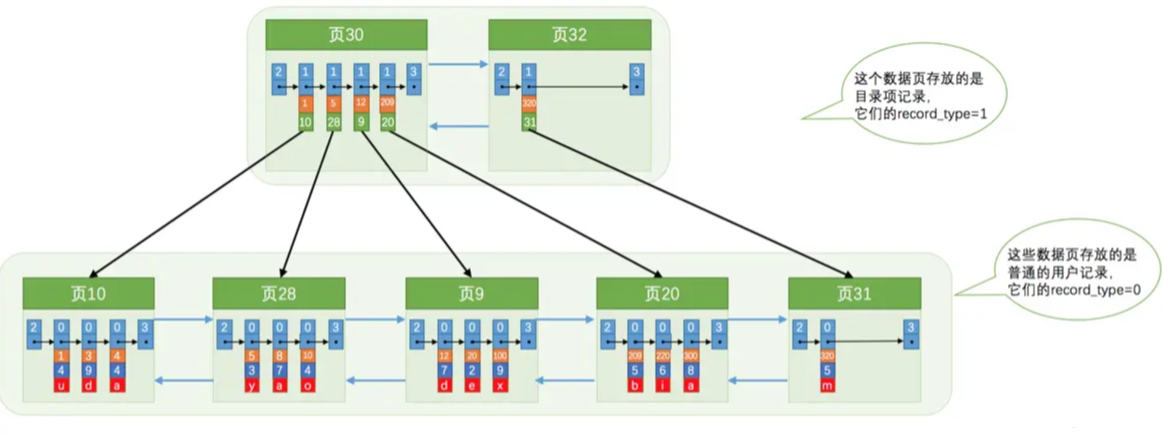 页30 页32
2 1 1 1 1 3 2 1 3
1 5 12 209 320
10 28 9 20 31
这个数据页存放的是
目录项记录,
它们的record_type=1
这些数据页存放的是
普通的用户记录,
它们的record_type=0
页10 页28 页9 页20 页31
2 0 0 0 3 2 0 0 0 3 2 0 0 0 3 2 0 0 0 3 2 0 3
1 3 4 5 8 10 12 20 100 209 220 300 320
4 9 4 3 7 4 7 2 9 5 6 8 5
u d a y a o d e x b i a m